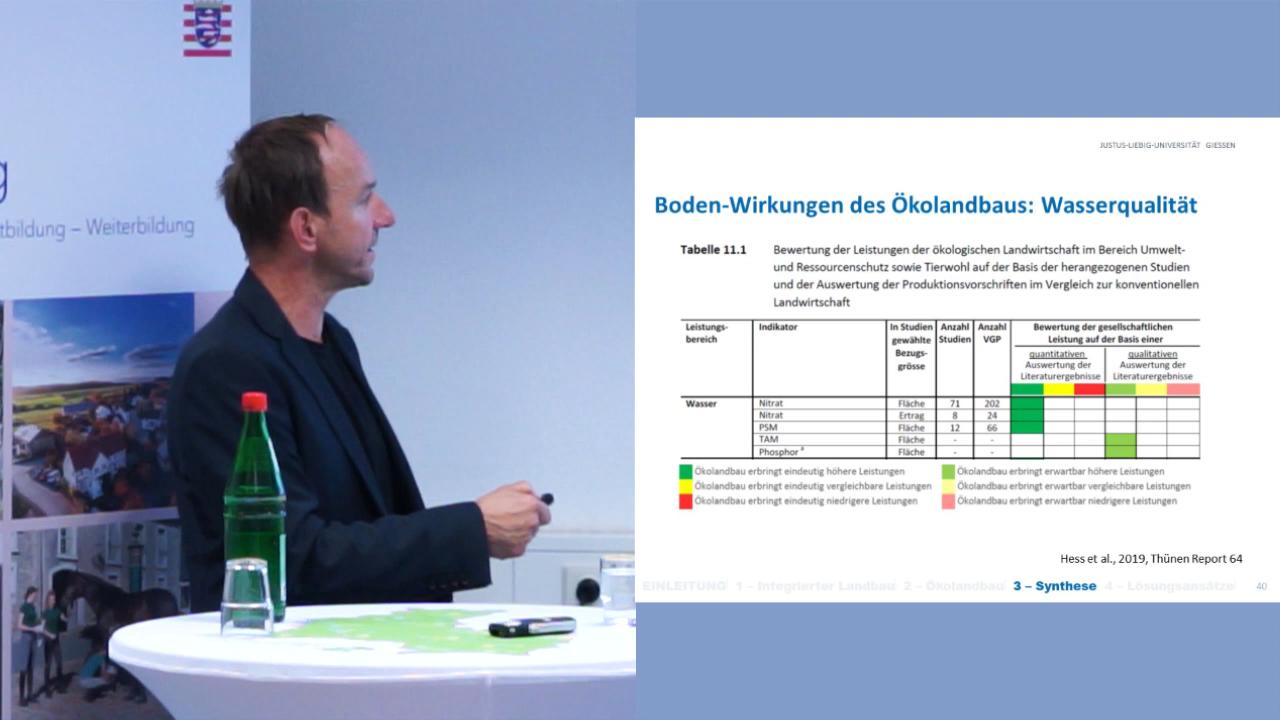 tbildung – Weiterbildung
JUSTUS-LIEBIG-UNIVERSITÄT GIESSEN
Boden-Wirkungen des Ökolandbaus: Wasserqualität
Tabelle 11.1 Bewertung der Leistungen der ökologischen Landwirtschaft im Bereich Umwelt-
und Ressourcenschutz sowie Tierwohl auf der Basis der herangezogenen Studien
und der Auswertung der Produktionsvorschriften im Vergleich zur konventionellen
Landwirtschaft
Leistungs-
bereich
Indikator
In Studien
gewählte
Bezugs-
grösse
Anzahl
Studien
Anzahl
VGP
Bewertung der gesellschaftlichen
Leistung auf der Basis einer
quantitativen
Auswertung der
Literaturergebnisse
qualitativen
Auswertung der
Literaturergebnisse
Wasser Nitrat Fläche 71 202
Nitrat Ertrag 8 24
PSM Fläche 12 66
TAM Fläche - -
Phosphor a Fläche - -
Ökolandbau erbringt eindeutig höhere Leistungen
Ökolandbau erbringt eindeutig vergleichbare Leistungen
Ökolandbau erbringt eindeutig niedrigere Leistungen
Ökolandbau erbringt erwartbar höhere Leistungen
Ökolandbau erbringt erwartbar vergleichbare Leistungen
Ökolandbau erbringt erwartbar niedrigere Leistungen
Hess et al., 2019, Thünen Report 64
EINLEITUNG 1 – Integrierter Landbau 2 – Ökolandbau 3 – Synthese 4 – Lösungsansätze 40